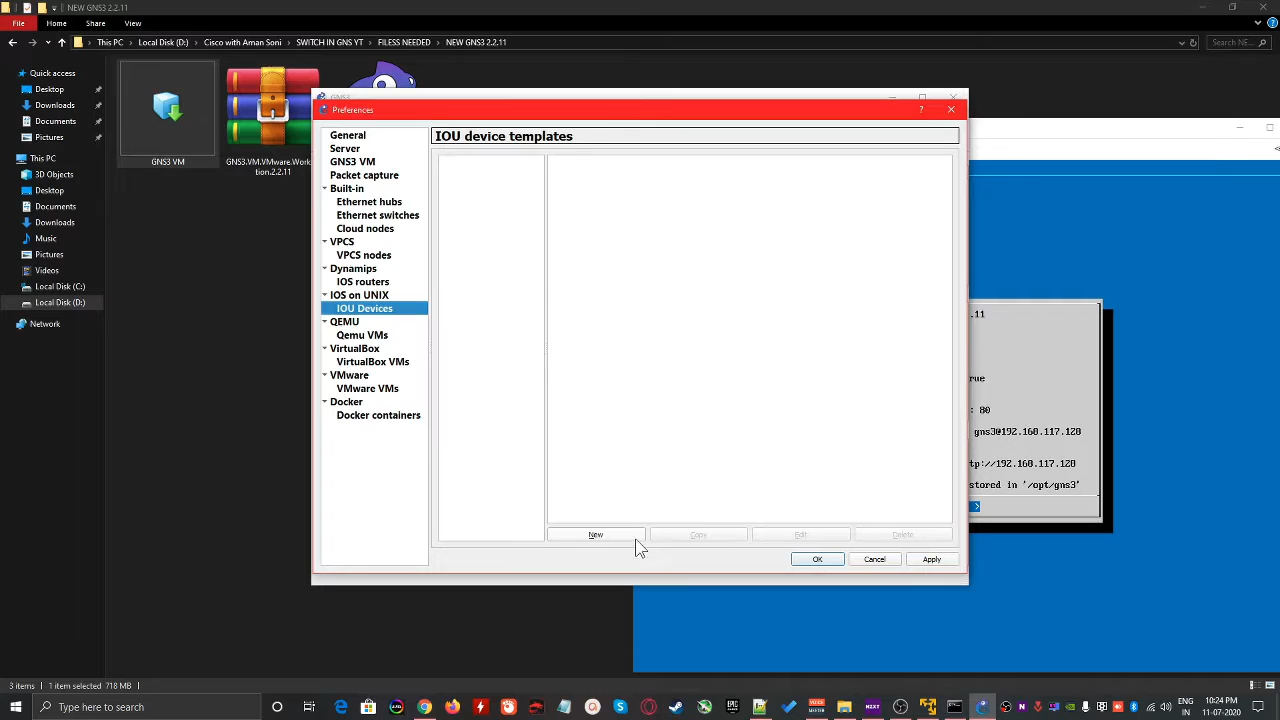 NEW GNS3 2.2.11
File
Home
Share
View
This PC
Local Disk (D:)
Cisco with Aman Soni
SWITCH IN GNS YT
FILESS NEEDED
NEW GNS3 2.2.11
Search NE...
Quick access
Desktop
Downloads
Documents
Pictures
This PC
3D Objects
Desktop
Documents
Downloads
Music
Pictures
Videos
Local Disk (C:)
Local Disk (D:)
Network
GNS3 VM
GNS3.VM.VMware.Work
tion.2.2.11
GNS3
Preferences
?
General
Server
GNS3 VM
Packet capture
Built-in
Ethernet hubs
Ethernet switches
Cloud nodes
VPCS
VPCS nodes
Dynamips
IOS routers
IOS on UNIX
IOU Devices
QEMU
Qemu VMs
VirtualBox
VirtualBox VMs
VMware
VMware VMs
Docker
Docker containers
IOU device templates
New
Copy
Edit
Delete
OK
Cancel
Apply
.11
rue
: 80
gns3@192.168.117.128
tp://192.168.117.128
stored in '/opt/gns3'
>
3 items
1 item selected
718 MB
Type here to search
ENG
IN
10:24 PM
11-07-2020